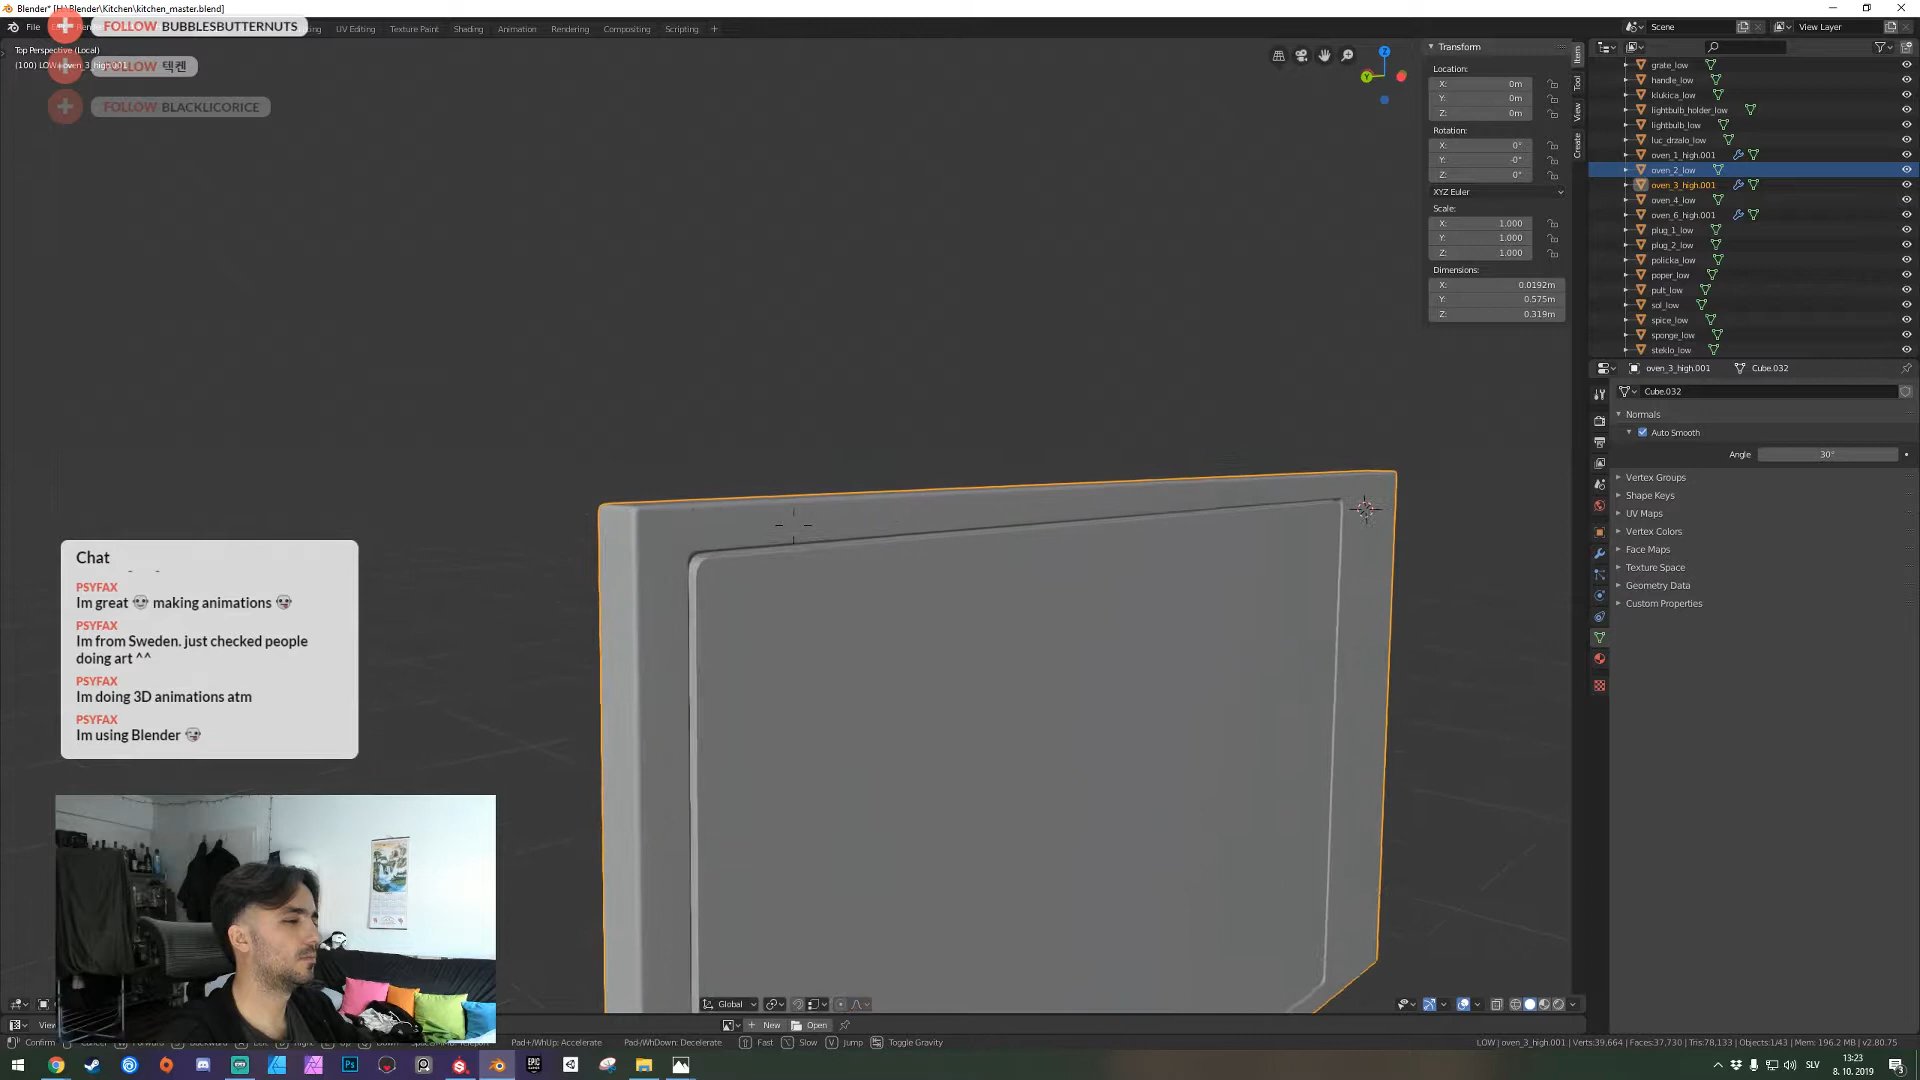 Blender* [H:\Blender\Kitchen\kitchen_master.blend]
File
UV Editing
Texture Paint
Shading
Animation
Rendering
Compositing
Scripting
Scene
View Layer
FOLLOW BUBBLESBUTTERNUTS
Top Perspective (Local)
(100) LOW | oven_3_high.001
FOLLOW 텍켄
FOLLOW BLACKLICORICE
Transform
Location:
X: 0m
Y: 0m
Z: 0m
Rotation:
X: 0°
Y: -0°
Z: 0°
XYZ Euler
Scale:
X: 1.000
Y: 1.000
Z: 1.000
Dimensions:
X: 0.0192m
Y: 0.575m
Z: 0.319m
Item
Tool
View
Create
Z
Y
grate_low
handle_low
klukica_low
lightbulb_holder_low
lightbulb_low
luc_drzalo_low
oven_1_high.001
oven_2_low
oven_3_high.001
oven_4_low
oven_6_high.001
plug_1_low
plug_2_low
policka_low
poper_low
pult_low
sol_low
spice_low
sponge_low
steklo_low
oven_3_high.001
Cube.032
Cube.032
Normals
Auto Smooth
Angle 30°
Vertex Groups
Shape Keys
UV Maps
Vertex Colors
Face Maps
Texture Space
Geometry Data
Custom Properties
Chat
PSYFAX
Im great making animations
PSYFAX
Im from Sweden. just checked people
doing art ^^
PSYFAX
Im doing 3D animations atm
PSYFAX
Im using Blender
Global
View
New
Open
Confirm
Pad+/WhUp: Accelerate
Pad-/WhDown: Decelerate
Fast
Slow
Jump
Toggle Gravity
LOW | oven_3_high.001 | Verts:39,664 | Faces:37,730 | Tris:78,133 | Objects:1/43 | Mem: 196.2 MB | v2.80.75
SLV
13:23
8. 10. 2019